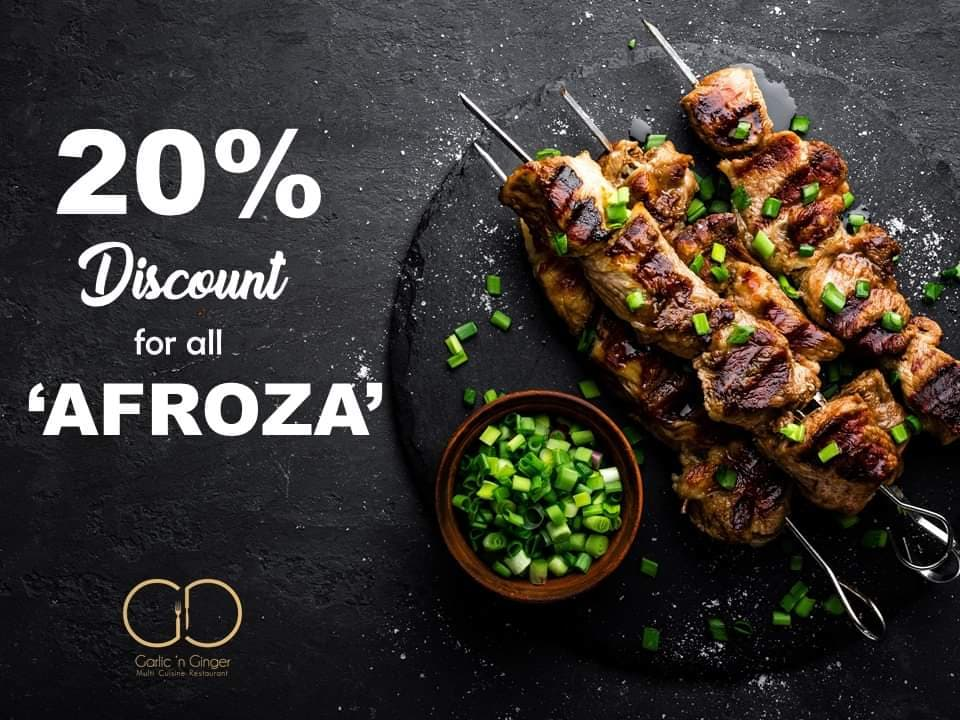 20%
Discount
for all
‘AFROZA’
Garlic 'n Ginger
Multi Cuisine Restaurant